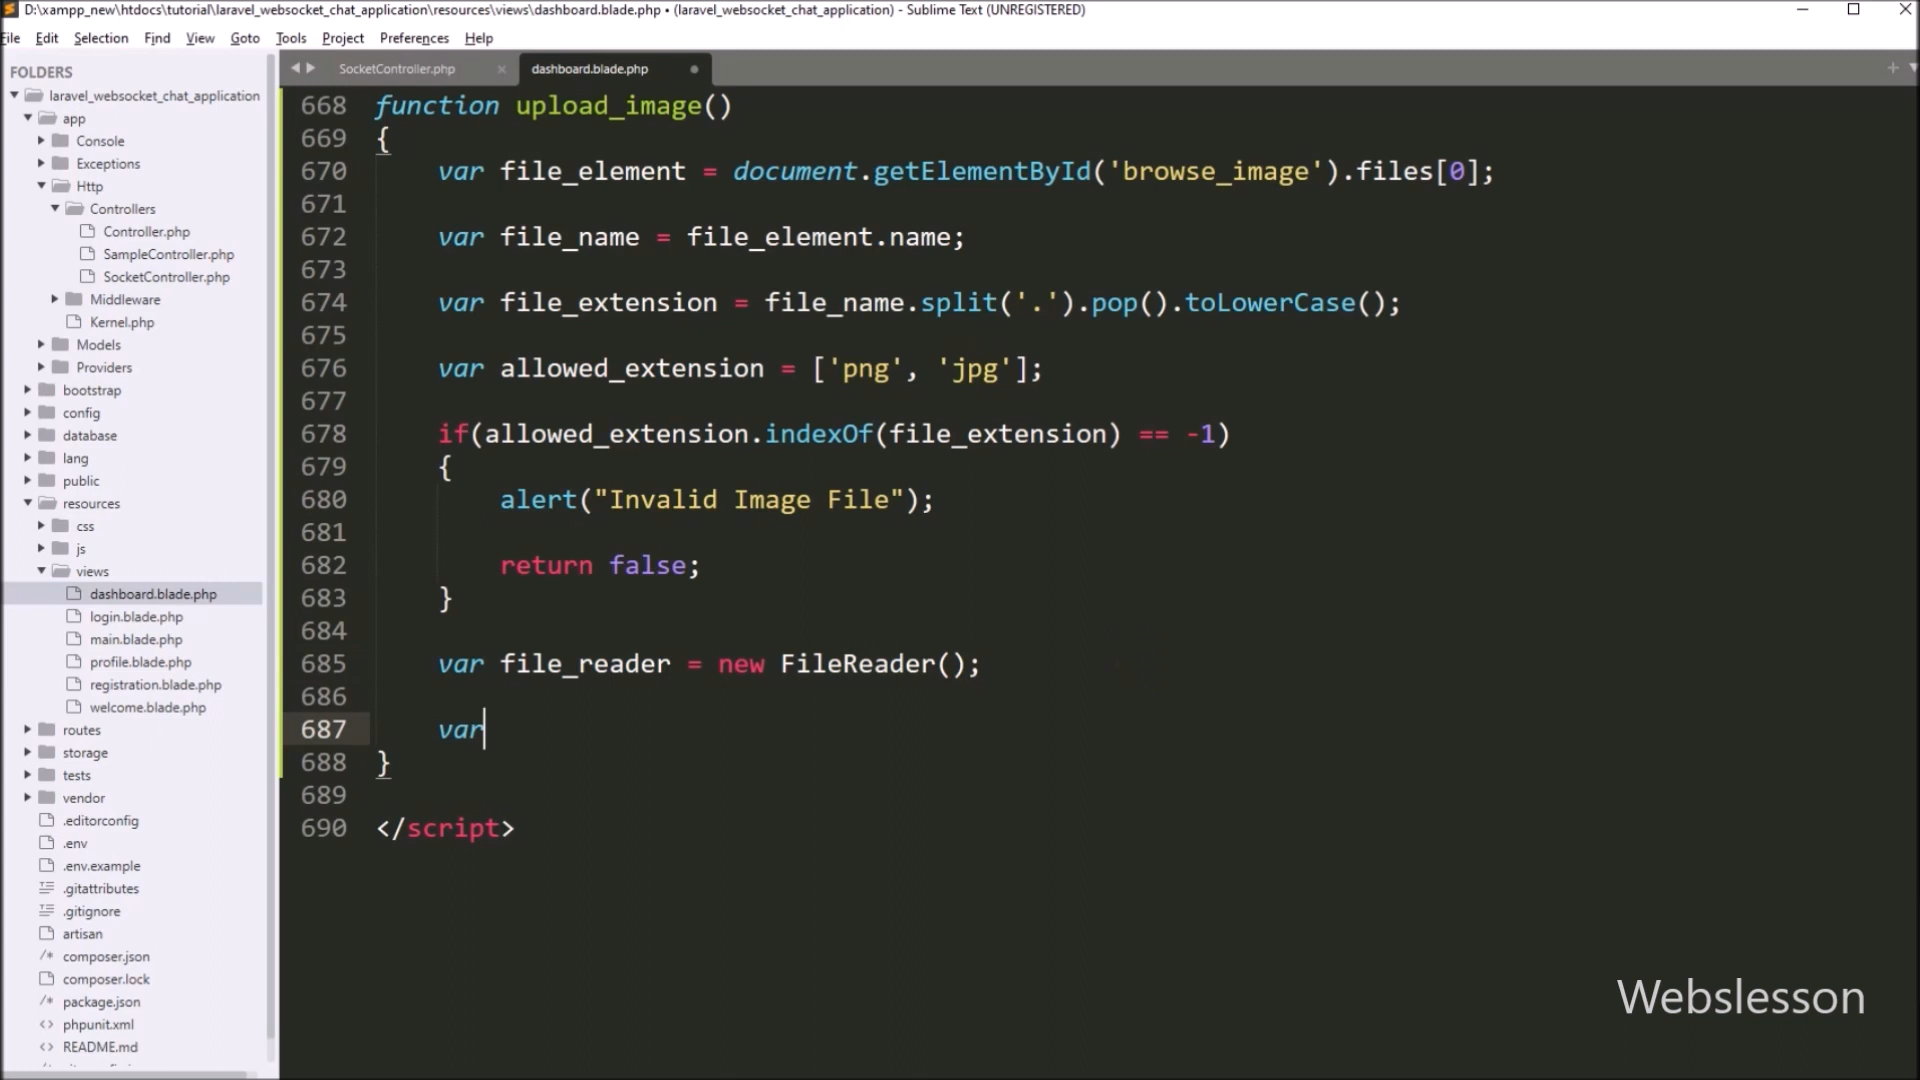 D:\xampp_new\htdocs\tutorial\laravel_websocket_chat_application\resources\views\dashboard.blade.php • (laravel_websocket_chat_application) - Sublime Text (UNREGISTERED)
File Edit Selection Find View Goto Tools Project Preferences Help
FOLDERS
laravel_websocket_chat_application
app
Console
Exceptions
Http
Controllers
Controller.php
SampleController.php
SocketController.php
Middleware
Kernel.php
Models
Providers
bootstrap
config
database
lang
public
resources
css
js
views
dashboard.blade.php
login.blade.php
main.blade.php
profile.blade.php
registration.blade.php
welcome.blade.php
routes
storage
tests
vendor
.editorconfig
.env
.env.example
.gitattributes
.gitignore
artisan
composer.json
composer.lock
package.json
phpunit.xml
README.md
SocketController.php
dashboard.blade.php
668 function upload_image()
669 {
670 var file_element = document.getElementById('browse_image').files[0];
671
672 var file_name = file_element.name;
673
674 var file_extension = file_name.split('.').pop().toLowerCase();
675
676 var allowed_extension = ['png', 'jpg'];
677
678 if(allowed_extension.indexOf(file_extension) == -1)
679 {
680 alert("Invalid Image File");
681
682 return false;
683 }
684
685 var file_reader = new FileReader();
686
687 var
688 }
689
690 </script>
Webslesson